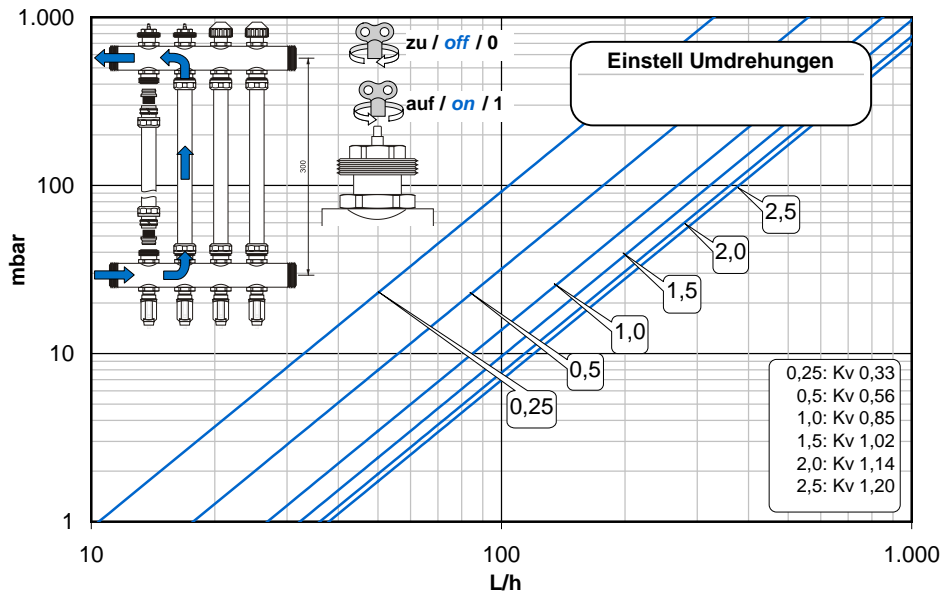 1.000
zu / off / 0
auf / on / 1
Einstell Umdrehungen
300
100
mbar
2,5
2,0
1,5
1,0
0,5
0,25
10
0,25: Kv 0,33
0,5: Kv 0,56
1,0: Kv 0,85
1,5: Kv 1,02
2,0: Kv 1,14
2,5: Kv 1,20
1
10
100
1.000
L/h